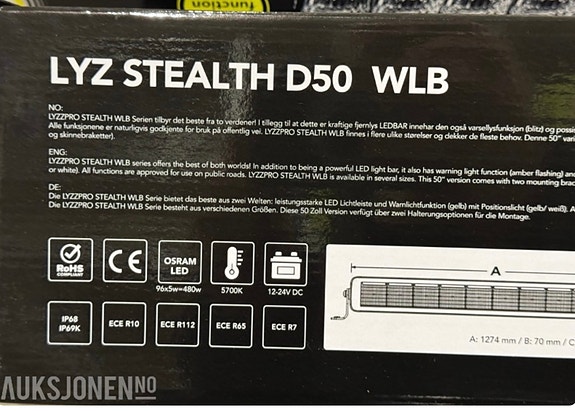 function
LYZ STEALTH D50 WLB
NO:
LYZZPRO STEALTH WLB Serien tilbyr det beste fra to verdener! I tillegg til at dette er kraftige fjernlys LEDBAR innehar den også varsellysfunksjon (blitz) og
Alle funksjonene er naturligvis godkjente for bruk på offentlig vei. LYZZPRO STEALTH WLB finnes i flere ulike størelser og dekker de fleste behov. Denne 50"
og skinnebraketter).
ENG:
LYZZPRO STEALTH WLB series offers the best of both worlds! In addition to being a powerful LED light bar, it also has warning light function (amber flashing)
or white). All functions are approved for use on public roads. LYZZPRO STEALTH WLB is available in several sizes. This 50" version comes with two mounting
DE:
Die LYZZPRO STEALTH WLB Serie bietet das beste aus zwei Welten: leistungsstarke LED Lichtleiste und Warnlichtfunktion (gelb) mit Positionslicht (gelb/ weiß).
Die LYZZPRO STEALTH WLB Serie besteht aus verschiedenen Größen. Diese 50 Zoll Version verfügt über zwei Halterungsoptionen für die Montage.
RoHS
COMPLIANT
CE
OSRAM
LED
96x5w=480w
5700K
12-24V DC
A
IP68
IP69K
ECE R10
ECE R112
ECE R65
ECE R7
A: 1274 mm / B: 70 mm / C
AUKSJONEN.NO